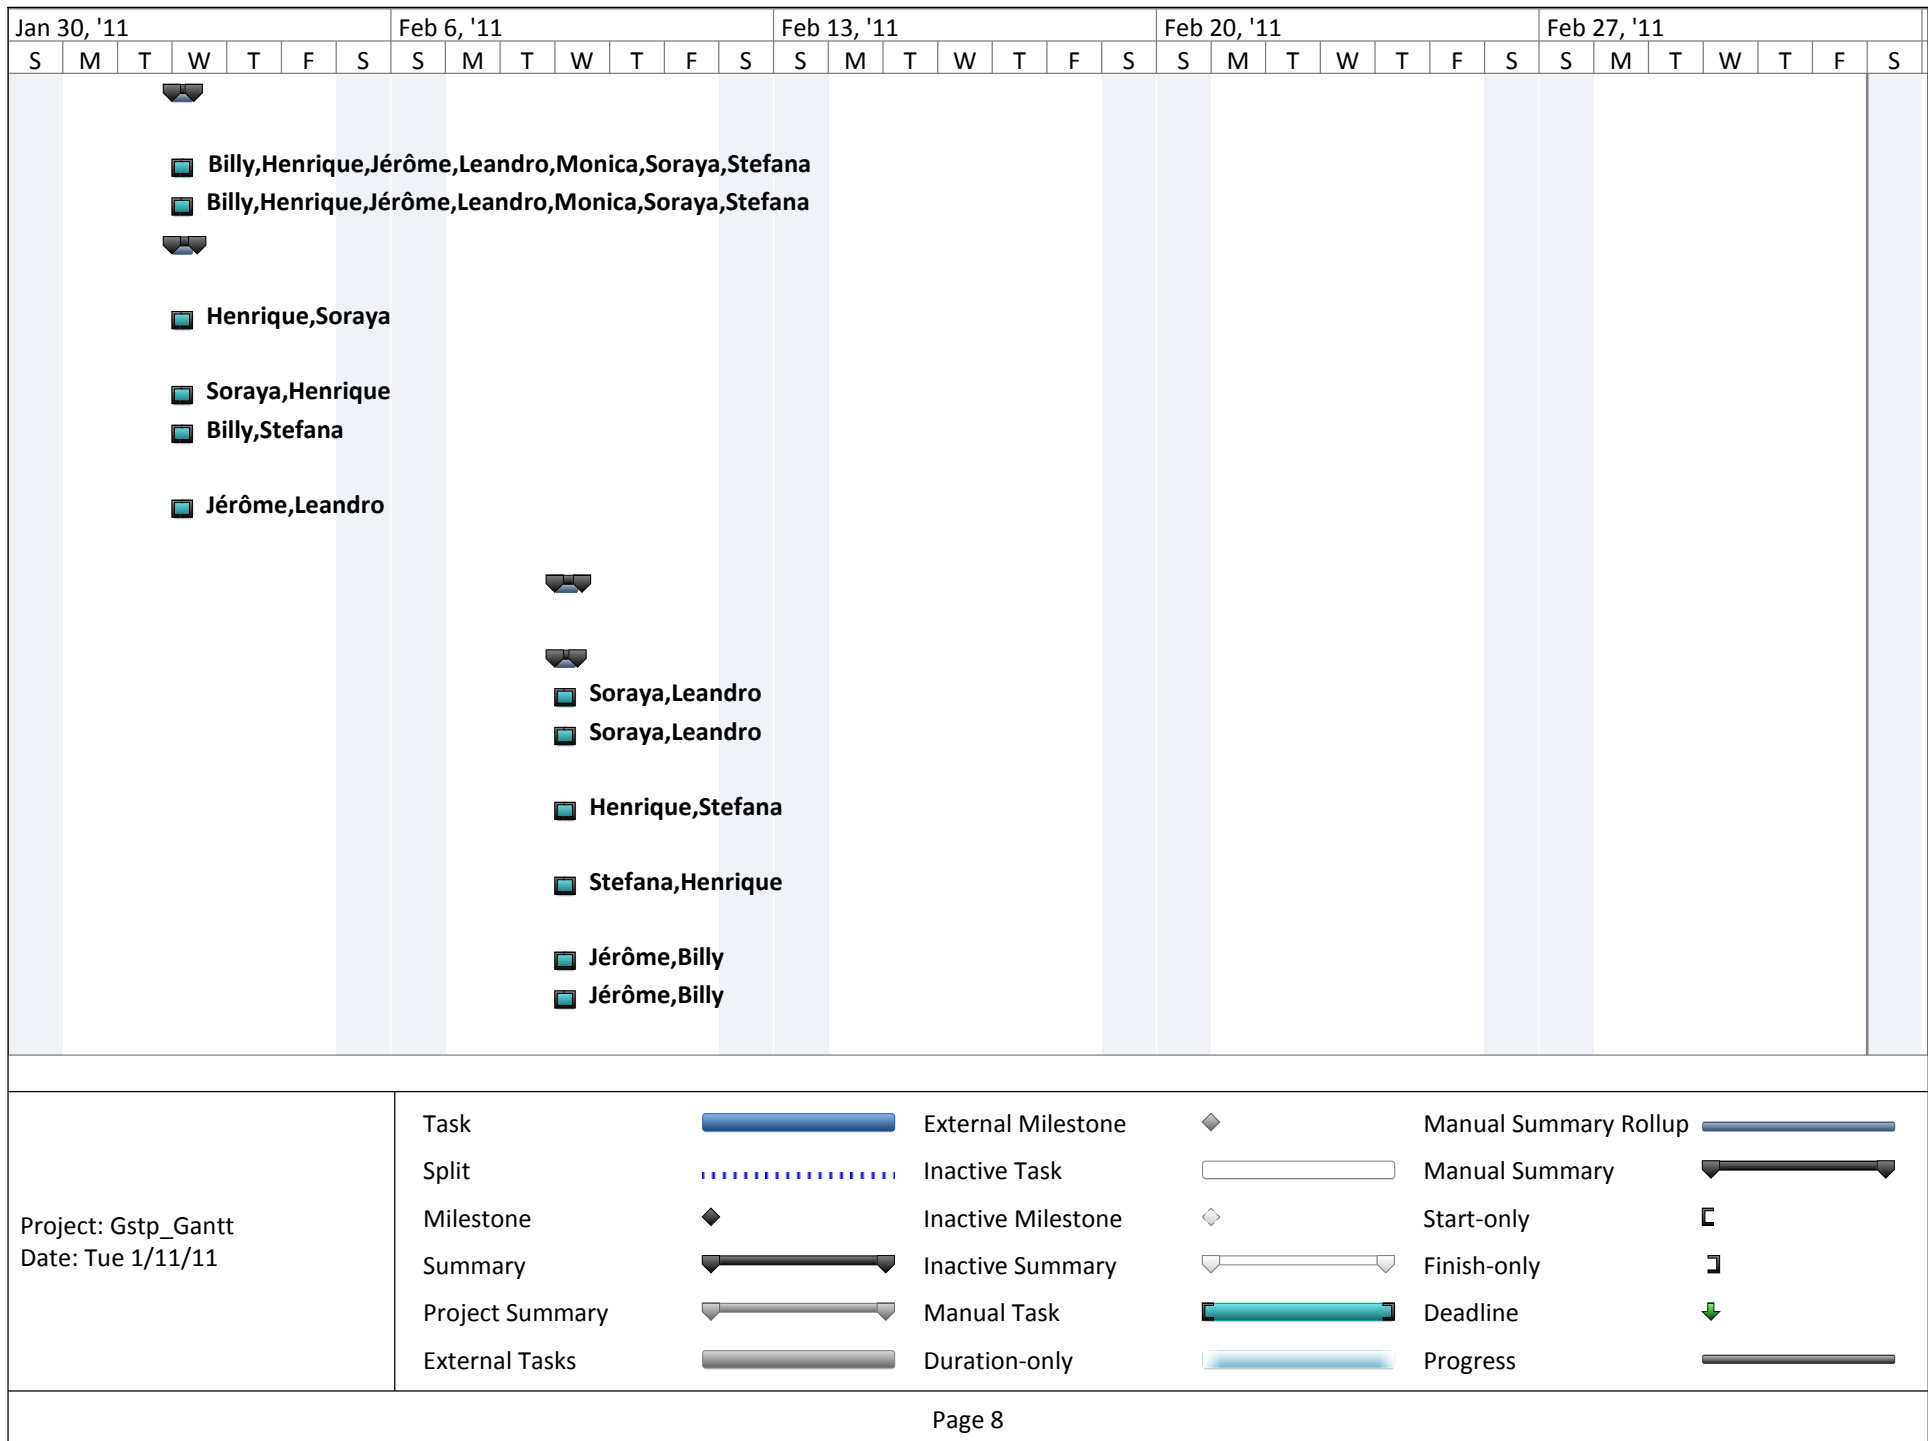 Jan 30, '11 Feb 6, '11 Feb 13, '11 Feb 20, '11 Feb 27, '11
S M T W T F S S M T W T F S S M T W T F S S M T W T F S S M T W T F S
Billy,Henrique,Jérôme,Leandro,Monica,Soraya,Stefana
Billy,Henrique,Jérôme,Leandro,Monica,Soraya,Stefana
Henrique,Soraya
Soraya,Henrique
Billy,Stefana
Jérôme,Leandro
Soraya,Leandro
Soraya,Leandro
Henrique,Stefana
Stefana,Henrique
Jérôme,Billy
Jérôme,Billy
Project: Gstp_Gantt
Date: Tue 1/11/11
Task
Split
Milestone
Summary
Project Summary
External Tasks
External Milestone
Inactive Task
Inactive Milestone
Inactive Summary
Manual Task
Duration-only
Manual Summary Rollup
Manual Summary
Start-only
Finish-only
Deadline
Progress
Page 8